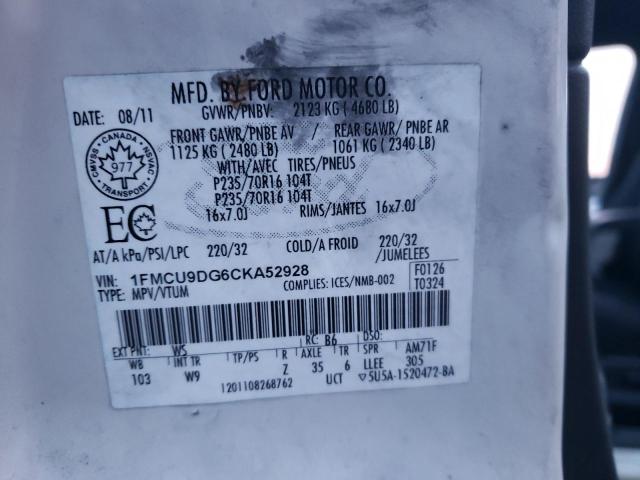 MFD. BY FORD MOTOR CO.
DATE: 08/11
GVWR/PNBV: 2123 KG ( 4680 LB)
FRONT GAWR/PNBE AV / REAR GAWR/ PNBE AR
1125 KG ( 2480 LB) 1061 KG ( 2340 LB)
WITH/AVEC TIRES/PNEUS
P235/70R16 104T
P235/70R16 104T
16x7.0J RIMS/JANTES 16x7.0J
CANADA
CMVSS NSVAC
977
TRANSPORT
EC
AT/A kPa/PSI/LPC 220/32 COLD/A FROID 220/32
/JUMELEES
VIN: 1FMCU9DG6CKA52928
TYPE: MPV/VTUM COMPLIES: ICES/NMB-002
F0126
T0324
EXT PNT: WS RC: B6 DSO:
WB INT TR TP/PS R AXLE TR SPR AM71F
103 W9 Z 35 6 LLEE 305
1201108268762 UCT 5U5A-1520472-BA